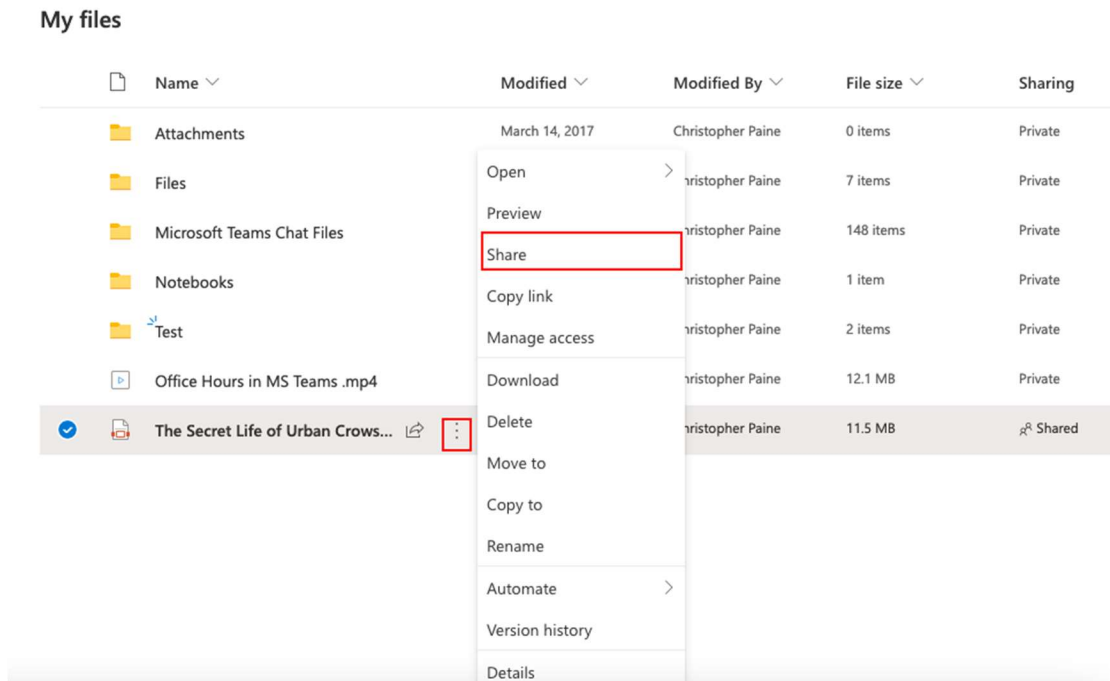 My files
Name Modified Modified By File size Sharing
Attachments March 14, 2017 Christopher Paine 0 items Private
Files 7 items Private
Microsoft Teams Chat Files 148 items Private
Notebooks 1 item Private
Test 2 items Private
Office Hours in MS Teams .mp4 12.1 MB Private
The Secret Life of Urban Crows... 11.5 MB Shared
Open
Preview
Share
Copy link
Manage access
Download
Delete
Move to
Copy to
Rename
Automate
Version history
Details